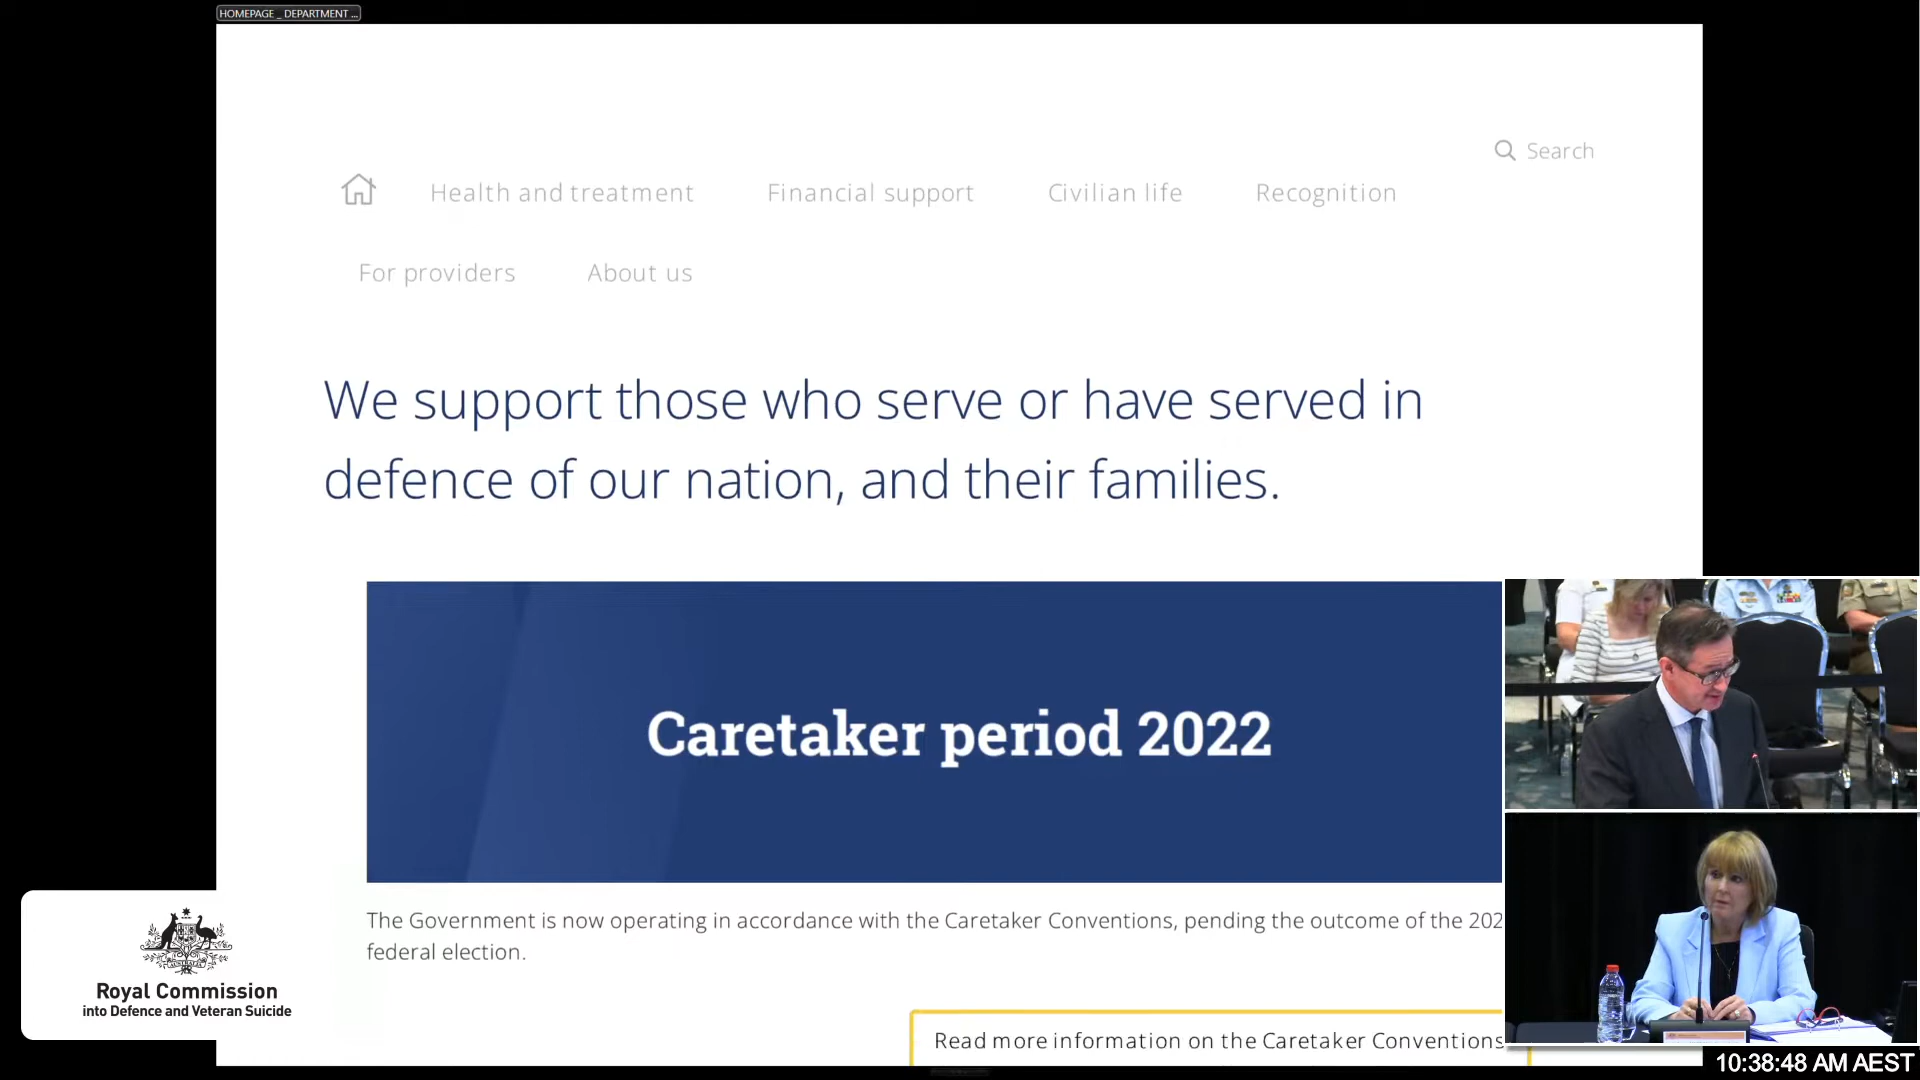 HOMEPAGE _ DEPARTMENT ...
Search
Health and treatment
Financial support
Civilian life
Recognition
For providers
About us
We support those who serve or have served in
defence of our nation, and their families.
Caretaker period 2022
The Government is now operating in accordance with the Caretaker Conventions, pending the outcome of the 202
federal election.
Read more information on the Caretaker Conventions
AUSTRALIA
Royal Commission
into Defence and Veteran Suicide
10:38:48 AM AEST